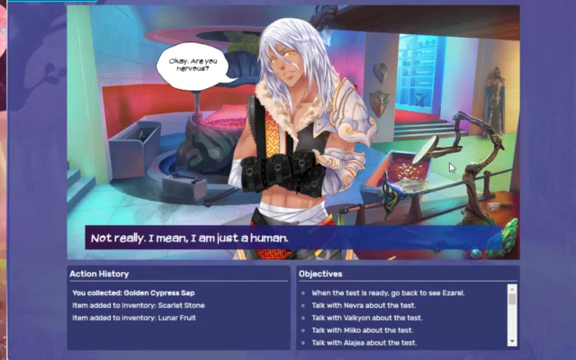 Okay. Are you
nervous?
Not really. I mean, I am just a human.
Action History
You collected: Golden Cypress Sap
Item added to inventory: Scarlet Stone
Item added to inventory: Lunar Fruit
Objectives
When the test is ready, go back to see Ezarel.
Talk with Nevra about the test.
Talk with Valkyon about the test.
Talk with Miiko about the test.
Talk with Alajea about the test.